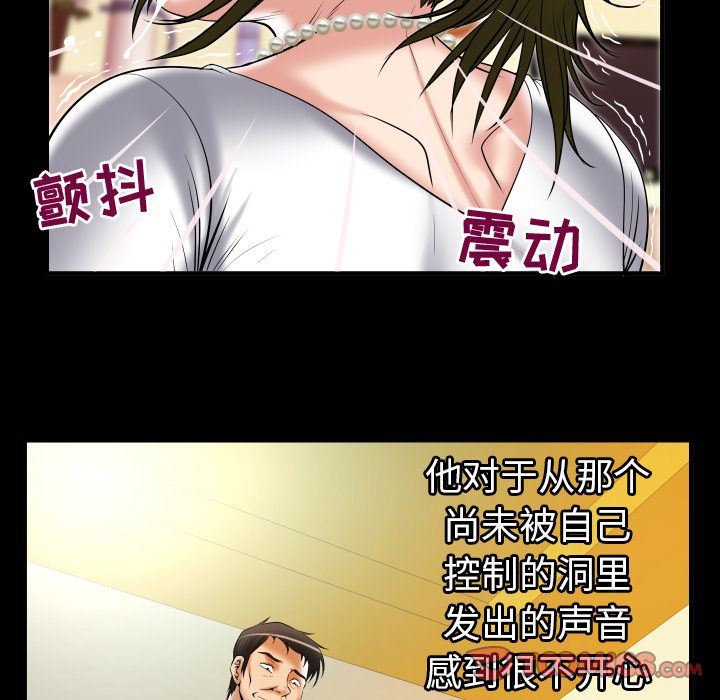 颤抖
震动
他对于从那个
尚未被自己
控制的洞里
发出的声音
感到很不开心